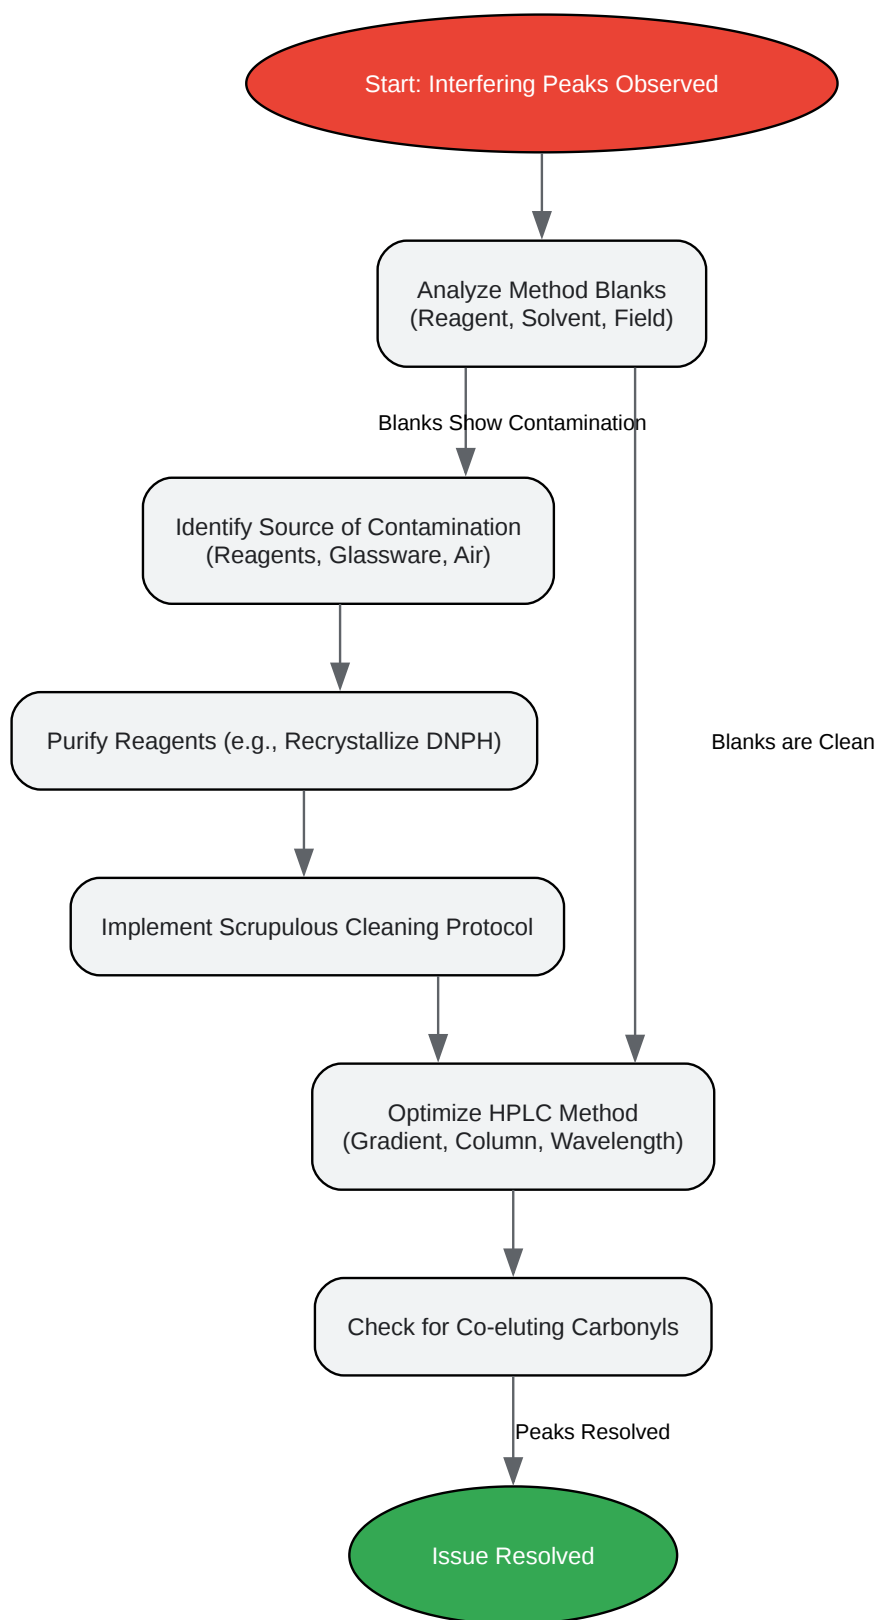 Start: Interfering Peaks Observed
Analyze Method Blanks
(Reagent, Solvent, Field)
Blanks Show Contamination
Identify Source of Contamination
(Reagents, Glassware, Air)
Purify Reagents (e.g., Recrystallize DNPH)
Blanks are Clean
Implement Scrupulous Cleaning Protocol
Optimize HPLC Method
(Gradient, Column, Wavelength)
Check for Co-eluting Carbonyls
Peaks Resolved
Issue Resolved